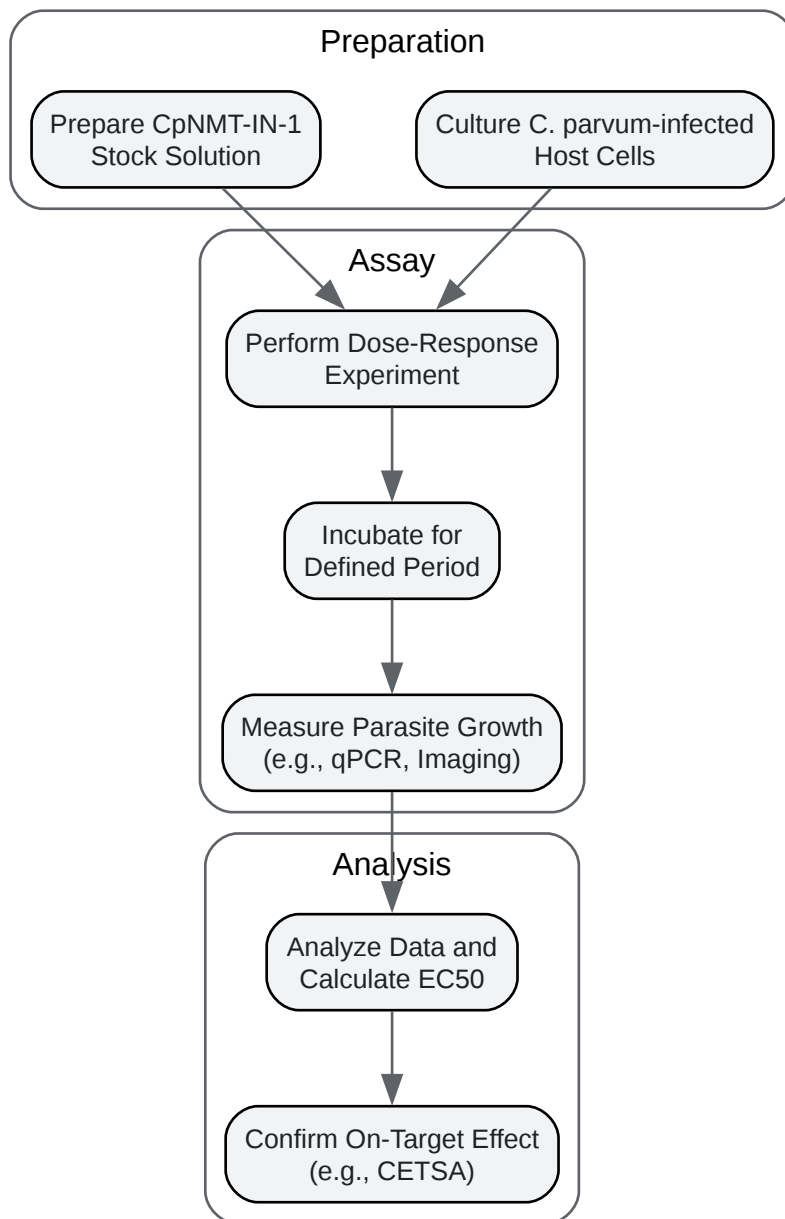 Preparation
Prepare CpNMT-IN-1
Stock Solution
Culture C. parvum-infected
Host Cells
Assay
Perform Dose-Response
Experiment
Incubate for
Defined Period
Measure Parasite Growth
(e.g., qPCR, Imaging)
Analysis
Analyze Data and
Calculate EC50
Confirm On-Target Effect
(e.g., CETSA)